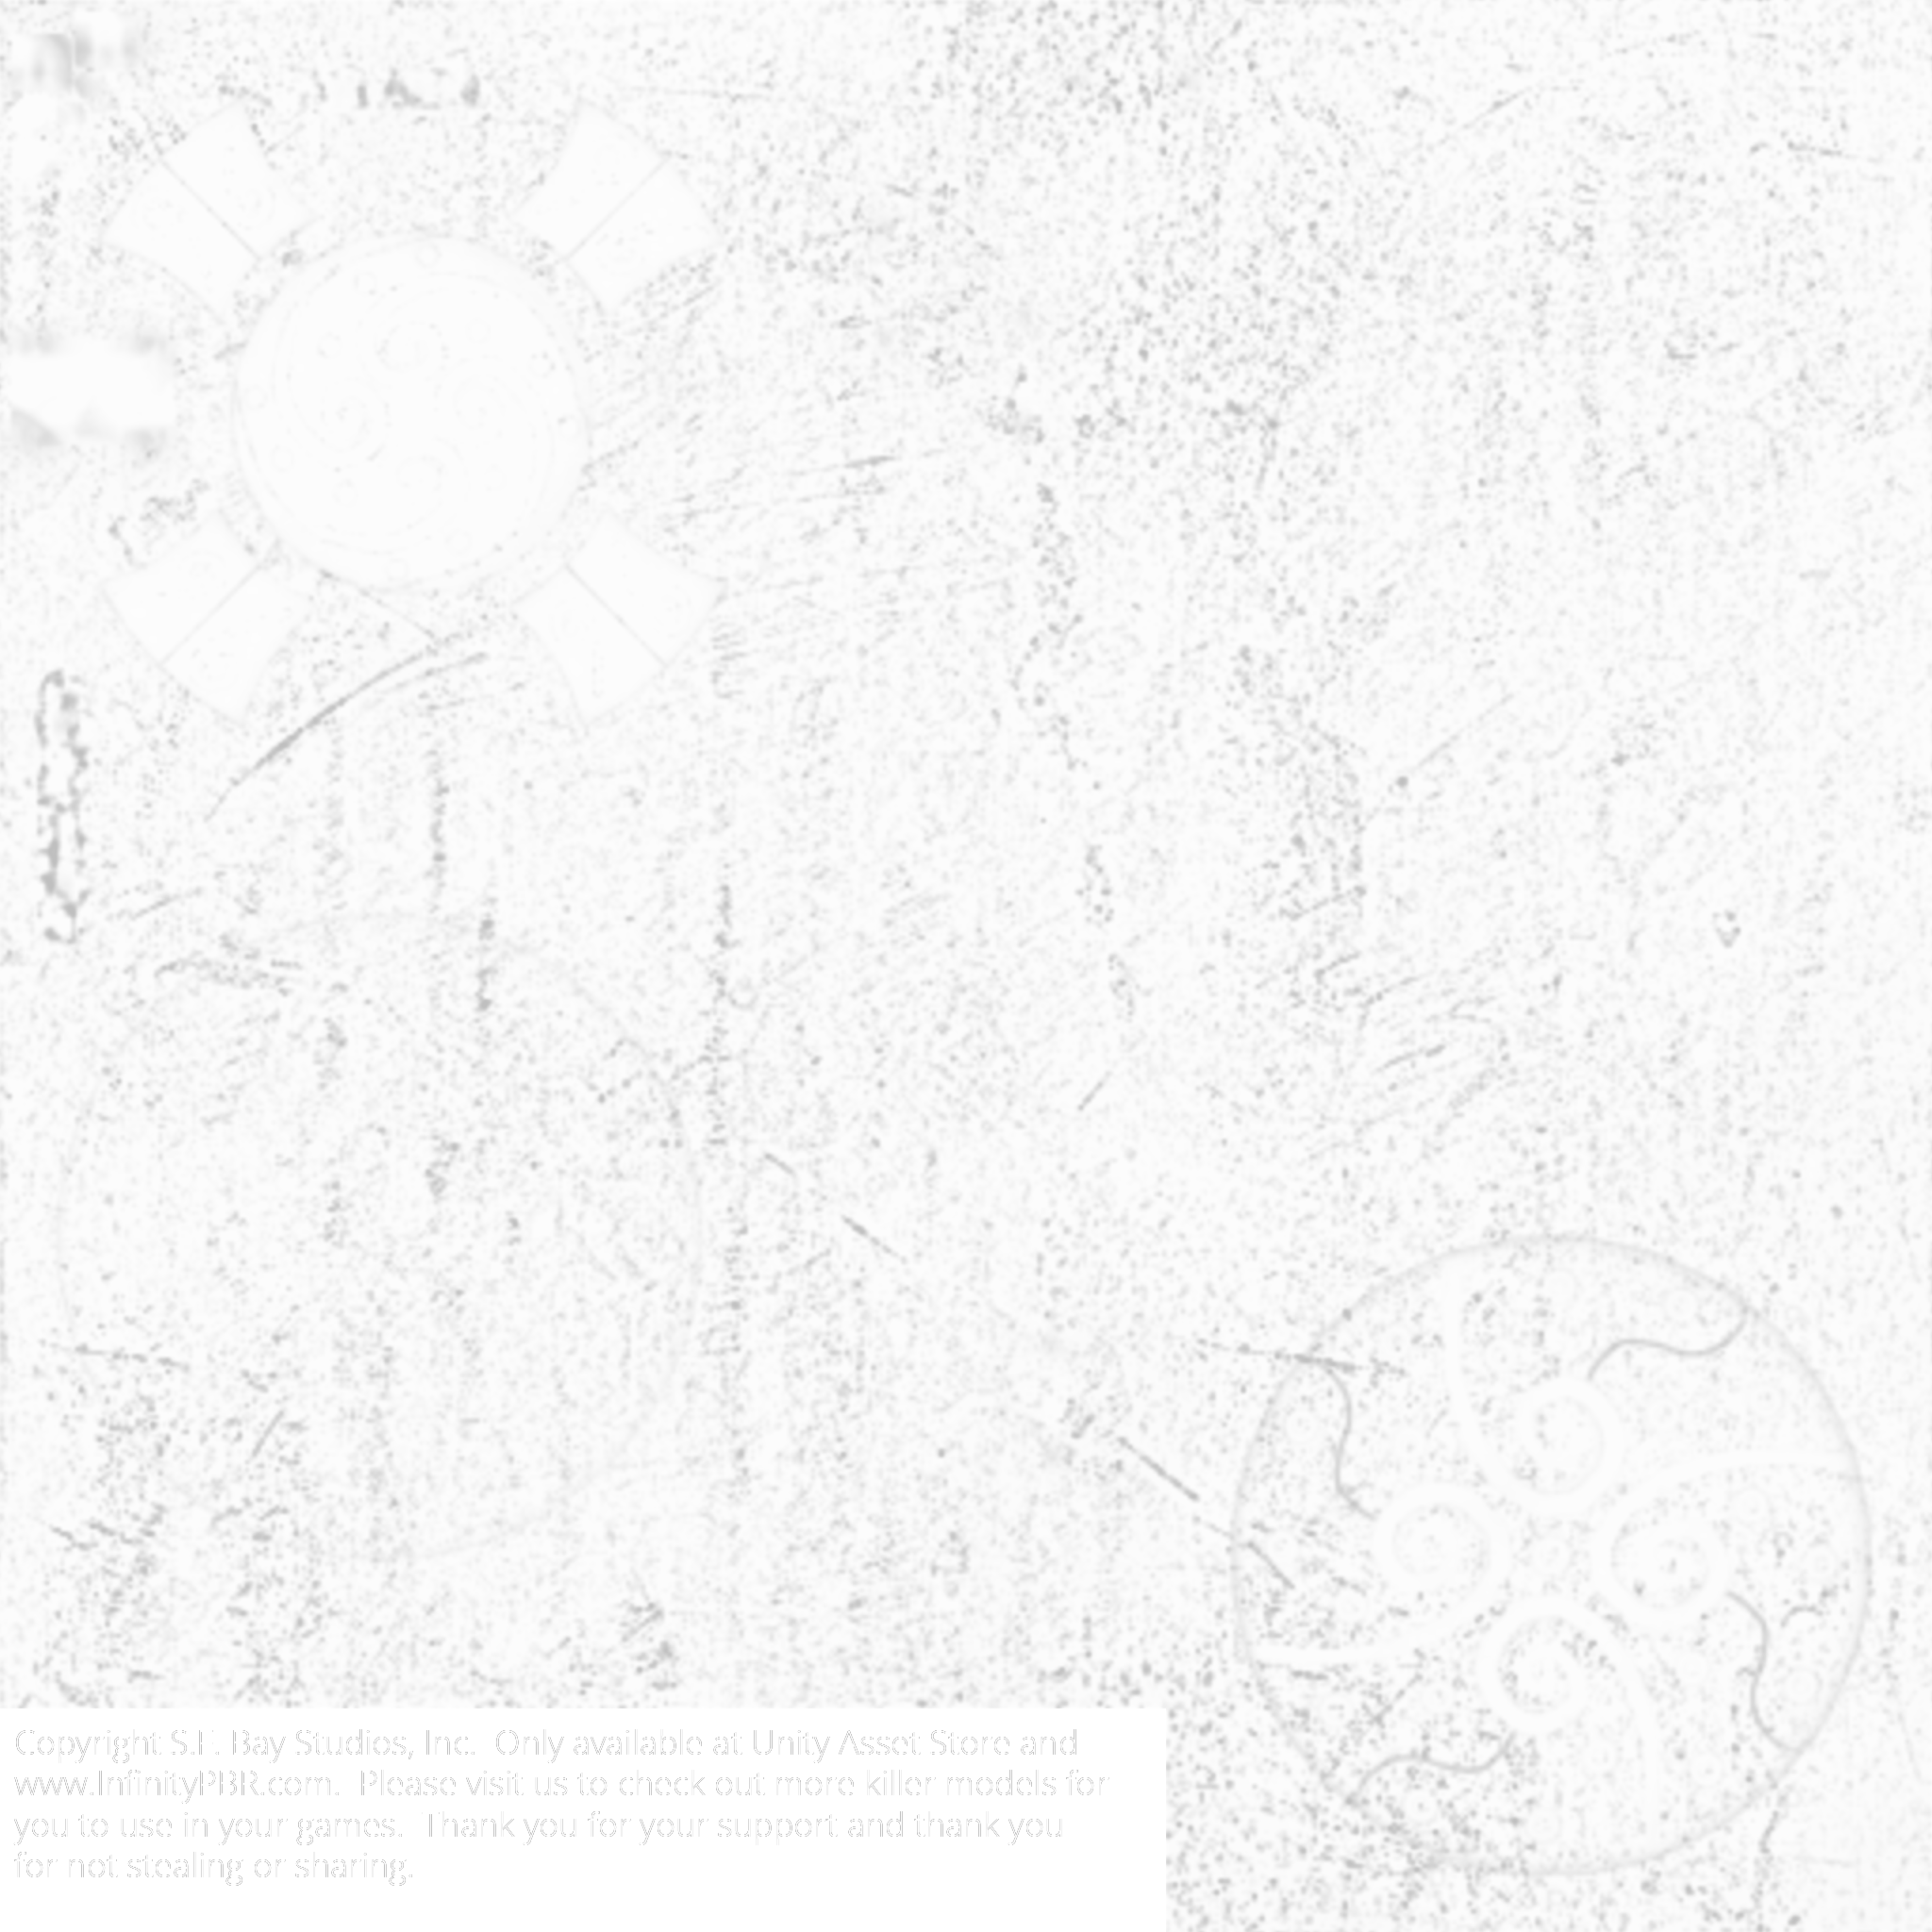 Copyright S.F. Bay Studios, Inc.  Only available at Unity Asset Store and
www.InfinityPBR.com.  Please visit us to check out more killer models for
you to use in your games.  Thank you for your support and thank you
for not stealing or sharing.